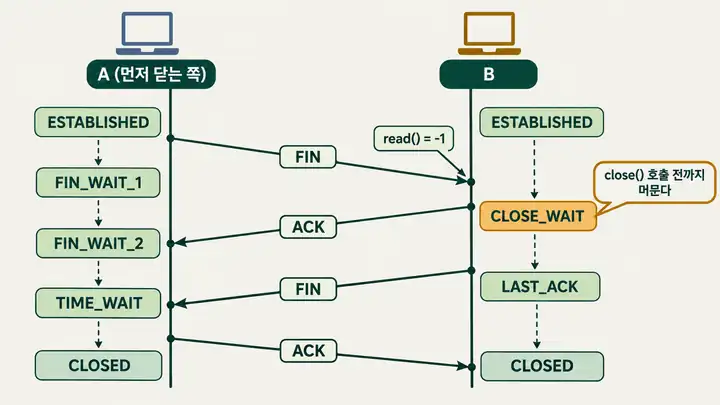 A (먼저 닫는 쪽)
B
ESTABLISHED
ESTABLISHED
read() = -1
FIN
FIN_WAIT_1
close() 호출 전까지
머문다
CLOSE_WAIT
ACK
FIN_WAIT_2
FIN
LAST_ACK
TIME_WAIT
ACK
CLOSED
CLOSED